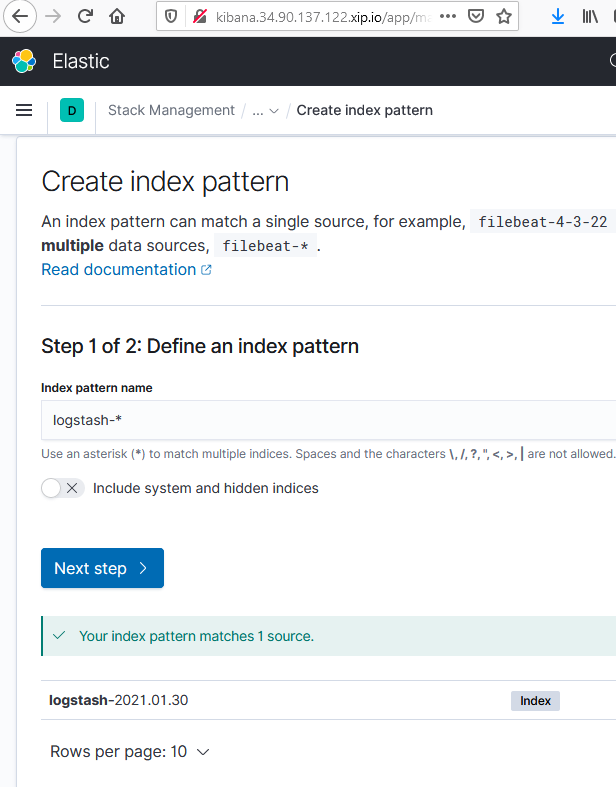 kibana.34.90.137.122.xip.io/app/ma
Elastic
D Stack Management / ... / Create index pattern
Create index pattern
An index pattern can match a single source, for example, filebeat-4-3-22
multiple data sources, filebeat-* .
Read documentation
Step 1 of 2: Define an index pattern
Index pattern name
logstash-*
Use an asterisk (*) to match multiple indices. Spaces and the characters \, /, ?, ", <, >, | are not allowed.
Include system and hidden indices
Next step
Your index pattern matches 1 source.
logstash-2021.01.30 Index
Rows per page: 10